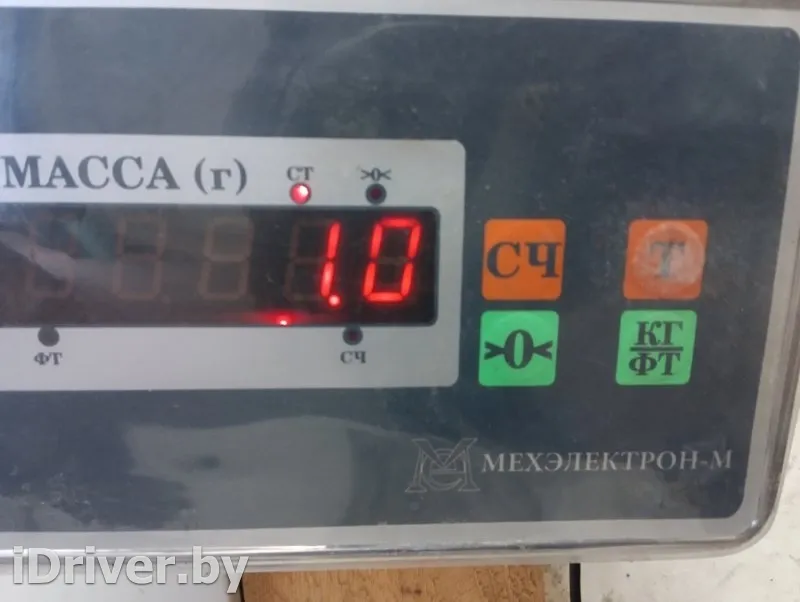 МАССА (г)
СТ
>0<
1.0
ФТ
СЧ
СЧ
Т
>0<
КГ
ФТ
МЕХЭЛЕКТРОН-М
iDriver.by